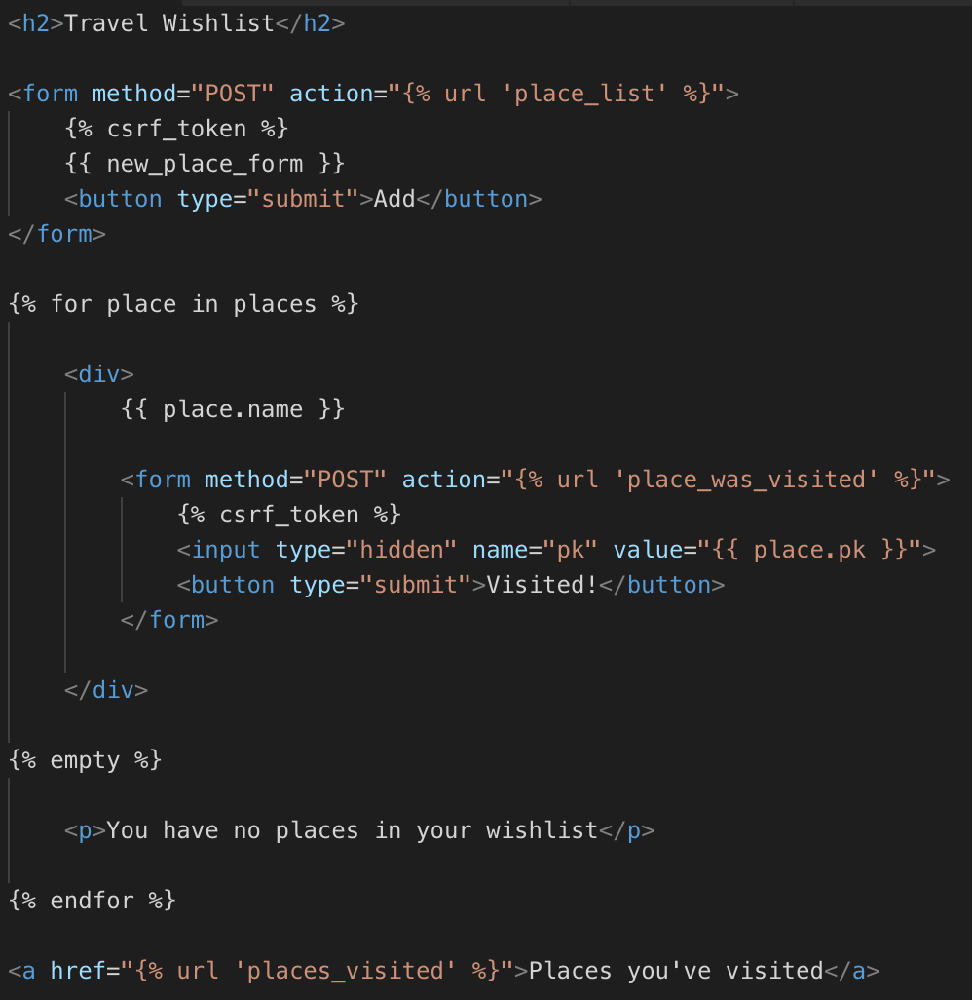 <h2>Travel Wishlist</h2>
<form method="POST" action="{% url 'place_list' %}">
{% csrf_token %}
{{ new_place_form }}
<button type="submit">Add</button>
</form>
{% for place in places %}
<div>
{{ place.name }}
<form method="POST" action="{% url 'place_was_visited' %}">
{% csrf_token %}
<input type="hidden" name="pk" value="{{ place.pk }}">
<button type="submit">Visited!</button>
</form>
</div>
{% empty %}
<p>You have no places in your wishlist</p>
{% endfor %}
<a href="{% url 'places_visited' %}">Places you've visited</a>